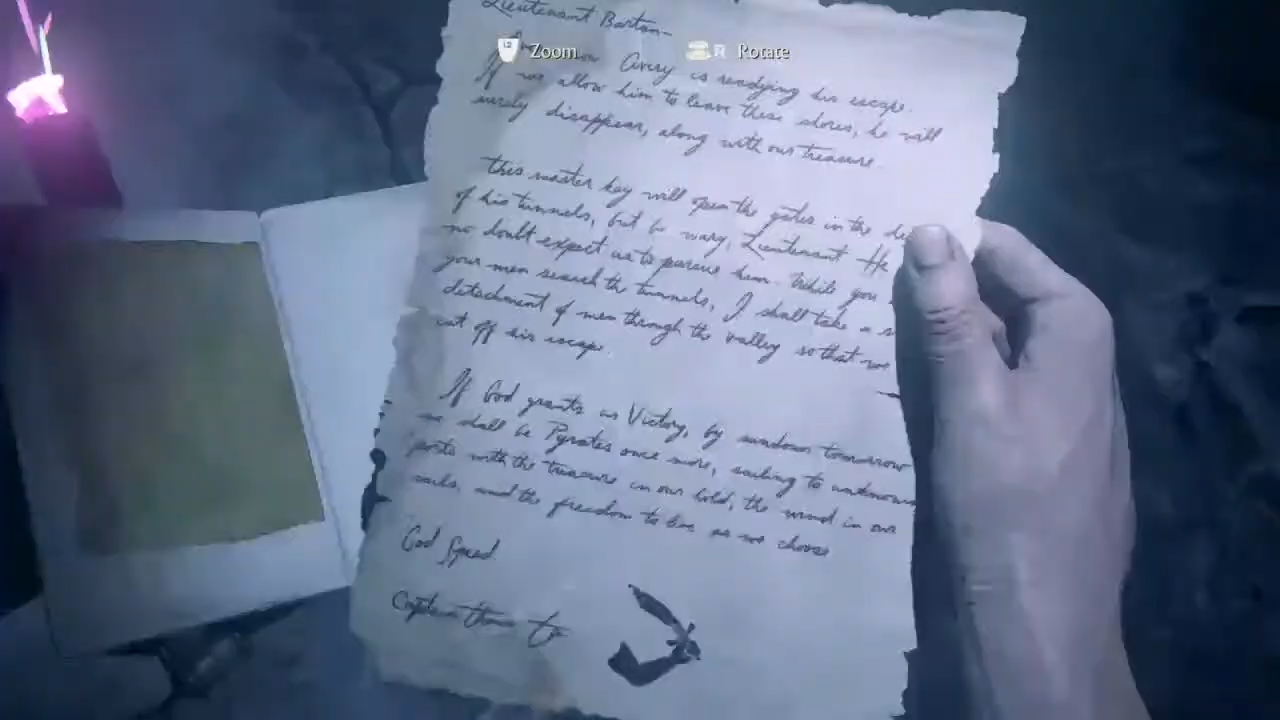 Lieutenant Barton-
L2 Zoom R Rotate
Avery is readying his escape.
If we allow him to leave these shores, he will
surely disappear, along with our treasure.
This master key will open the gates in the
of his tunnels, but be wary, Lieutenant. He
no doubt expect us to pursue him. While you
your men search the tunnels, I shall take a
detachment of men through the valley so that we
cut off his escape.
If God grants us Victory, by sundown tomorrow
we shall be Pyrates once more, sailing to unknown
ports with the treasure in our hold, the wind in our
sails, and the freedom to live as we choose
God Speed
Captain